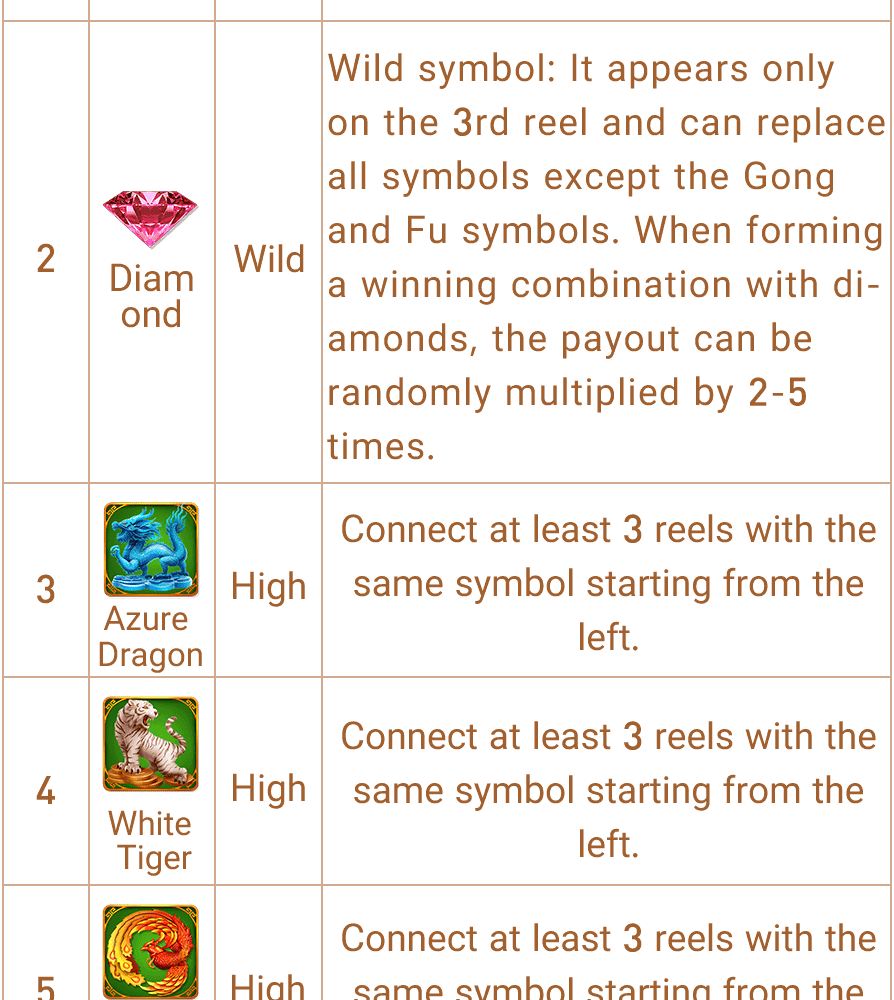 2
Diam
ond
Wild
Wild symbol: It appears only
on the 3rd reel and can replace
all symbols except the Gong
and Fu symbols. When forming
a winning combination with di-
amonds, the payout can be
randomly multiplied by 2-5
times.
3
Azure
Dragon
High
Connect at least 3 reels with the
same symbol starting from the
left.
4
White
Tiger
High
Connect at least 3 reels with the
same symbol starting from the
left.
5
High
Connect at least 3 reels with the
same symbol starting from the